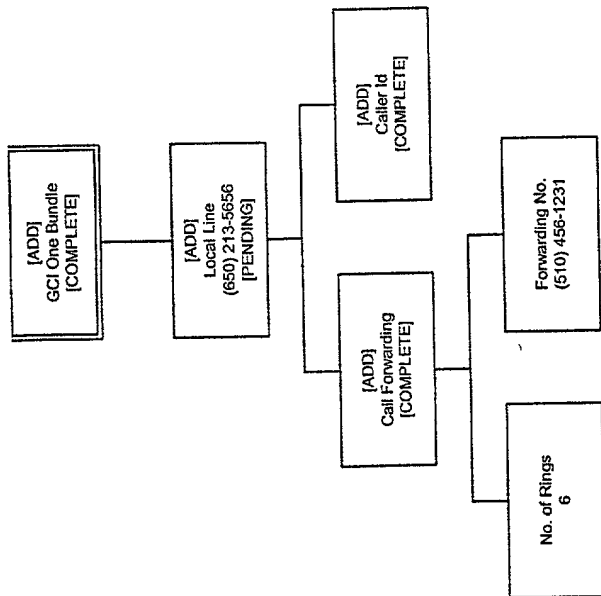 [ADD]
GCI One Bundle
[COMPLETE]
[ADD]
Local Line
(650) 213-5656
[PENDING]
[ADD]
Call Forwarding
[COMPLETE]
[ADD]
Caller Id
[COMPLETE]
No. of Rings
6
Forwarding No.
(510) 456-1231